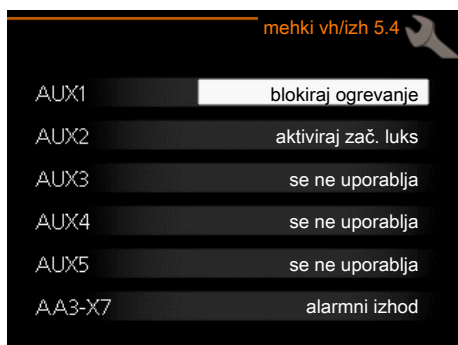 mehki vh/izh 5.4
AUX1 blokiraj ogrevanje
AUX2 aktiviraj zač. luks
AUX3 se ne uporablja
AUX4 se ne uporablja
AUX5 se ne uporablja
AA3-X7 alarmni izhod